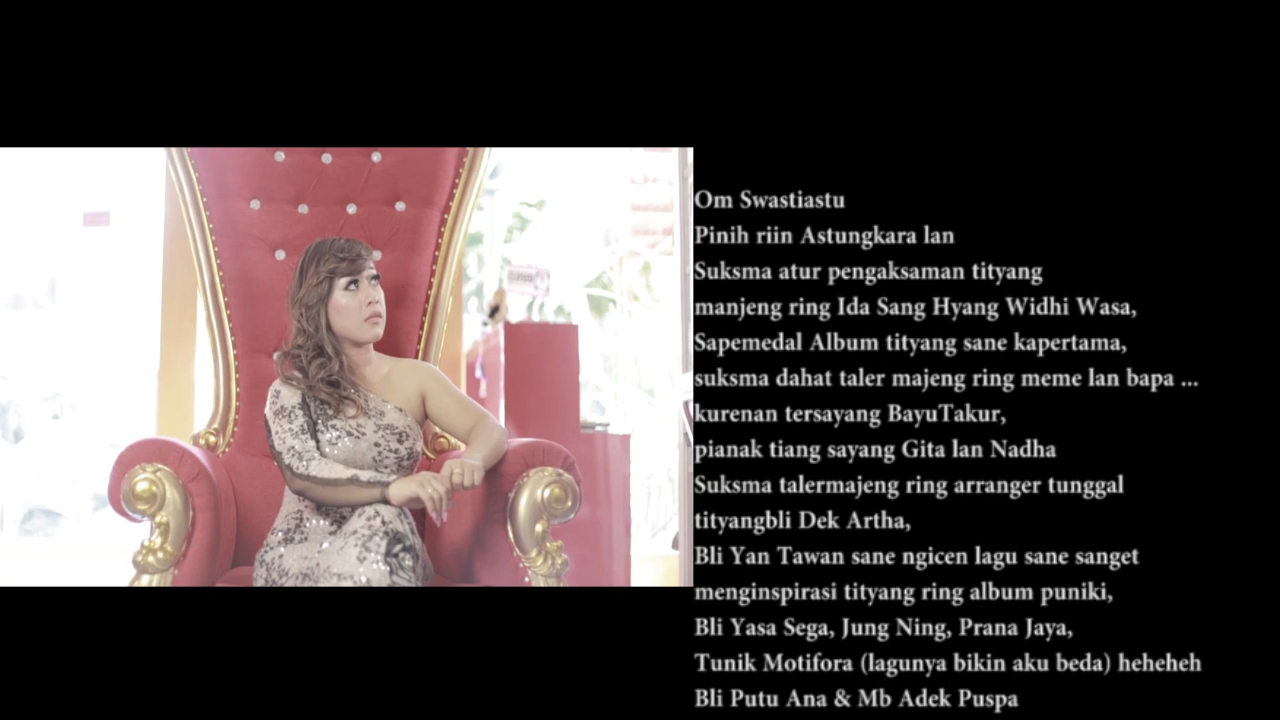 Om Swastiastu
Pinih riin Astungkara lan
Suksma atur pengaksaman tityang
manjeng ring Ida Sang Hyang Widhi Wasa,
Sapemedal Album tityang sane kapertama,
suksma dahat taler majeng ring meme lan bapa ...
kurenan tersayang BayuTakur,
pianak tiang sayang Gita lan Nadha
Suksma talermajeng ring arranger tunggal
tityangbli Dek Artha,
Bli Yan Tawan sane ngicen lagu sane sanget
menginspirasi tityang ring album puniki,
Bli Yasa Sega, Jung Ning, Prana Jaya,
Tunik Motifora (lagunya bikin aku beda) heheheh
Bli Putu Ana & Mb Adek Puspa